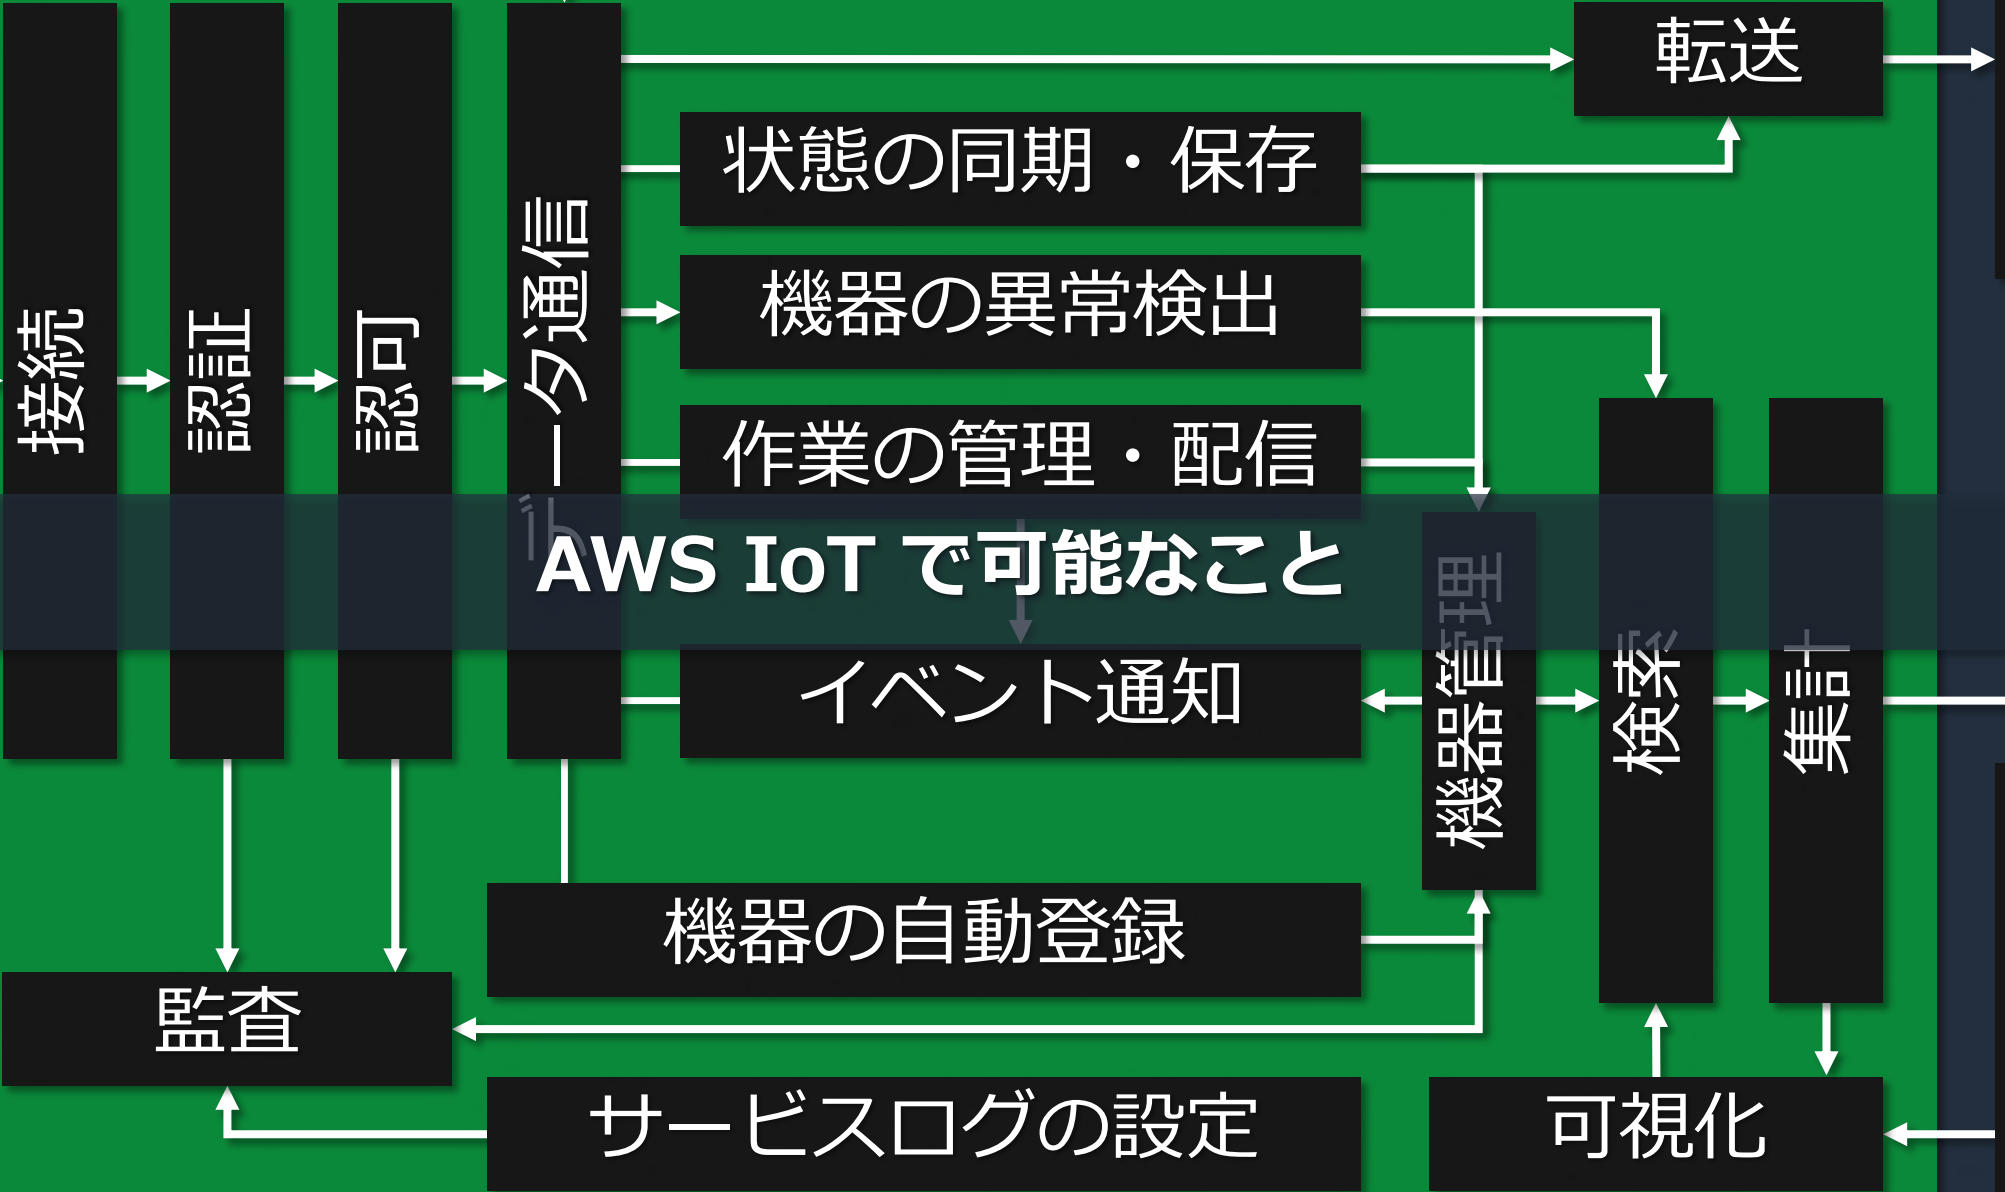 転送
状態の同期・保存
機器の異常検出
作業の管理・配信
接続
認証
認可
データ通信
AWS IoT で可能なこと
イベント通知
機器管理
検索
集計
機器の自動登録
監査
サービスログの設定
可視化